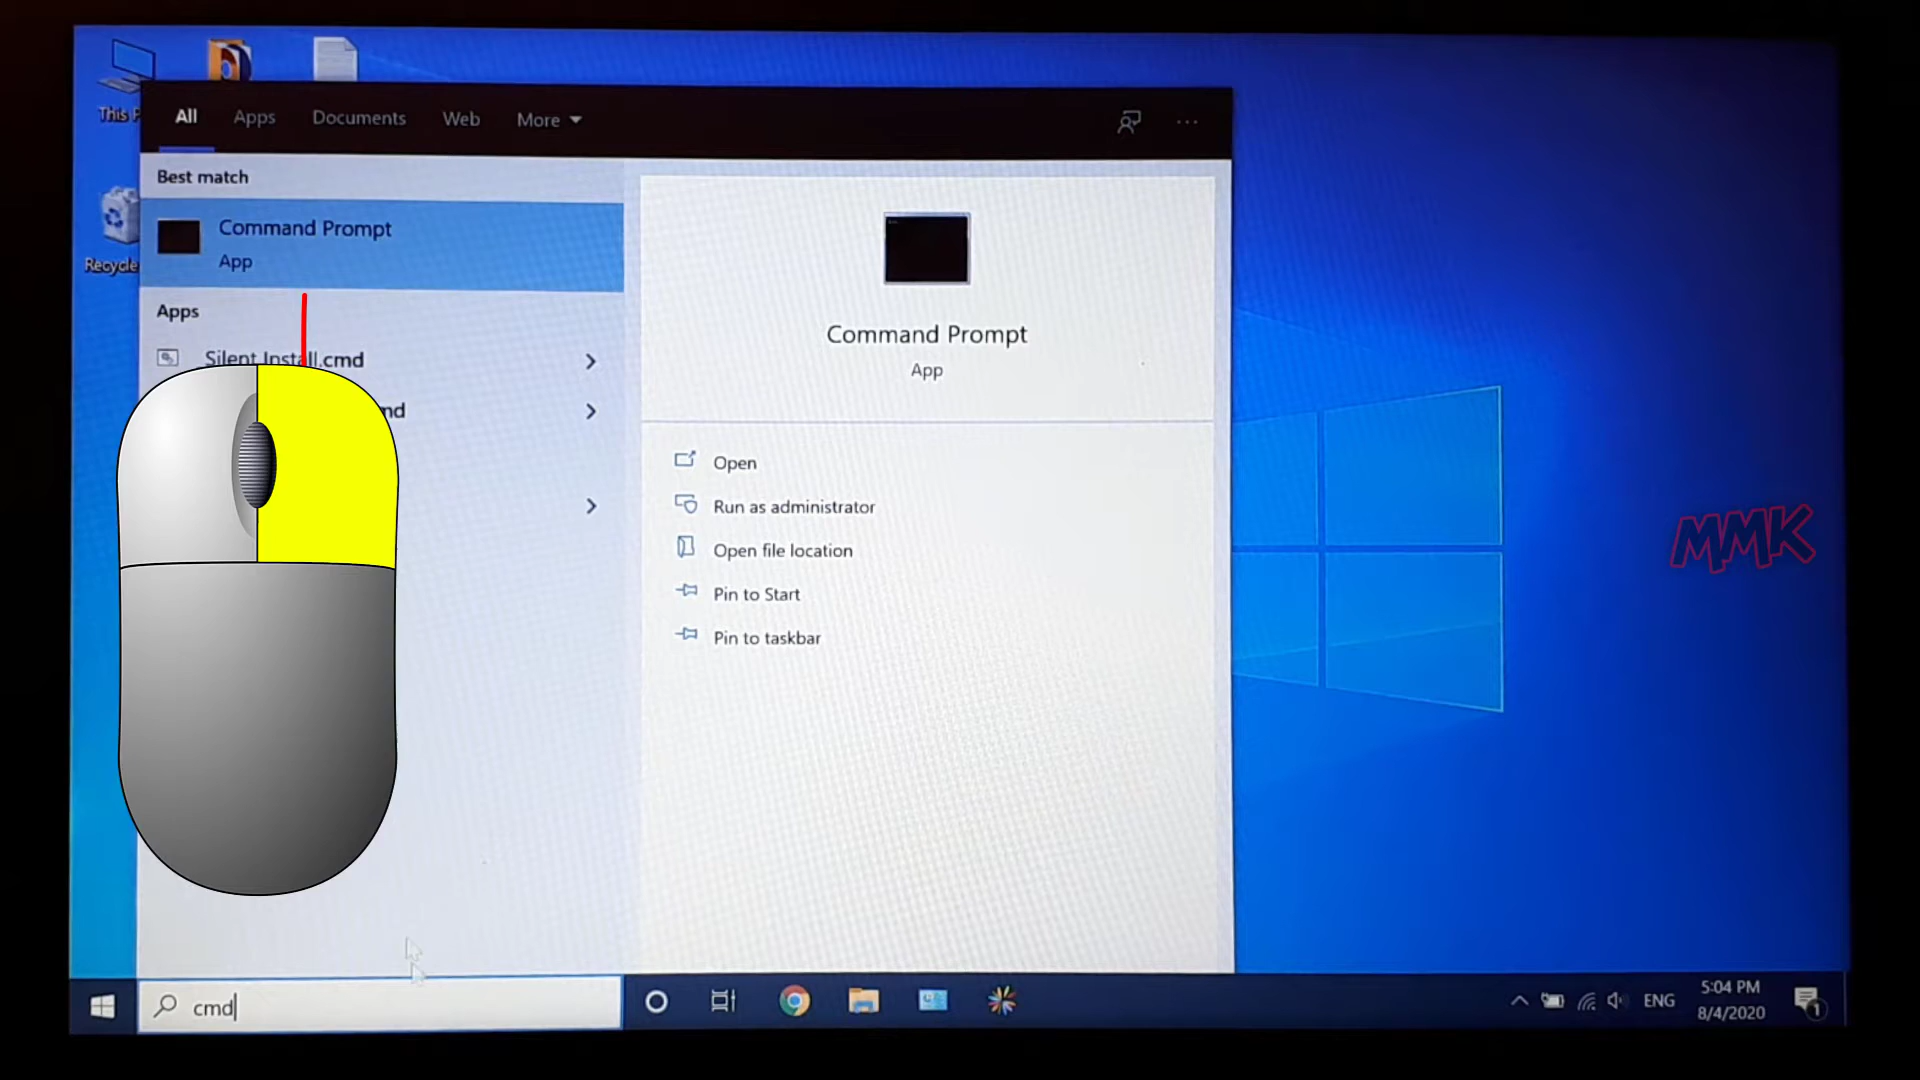 This P
Recycle
All Apps Documents Web More
Best match
Command Prompt
App
Apps
Silent Install.cmd
nd
Command Prompt
App
Open
Run as administrator
Open file location
Pin to Start
Pin to taskbar
MMK
cmd
ENG
5:04 PM
8/4/2020
1